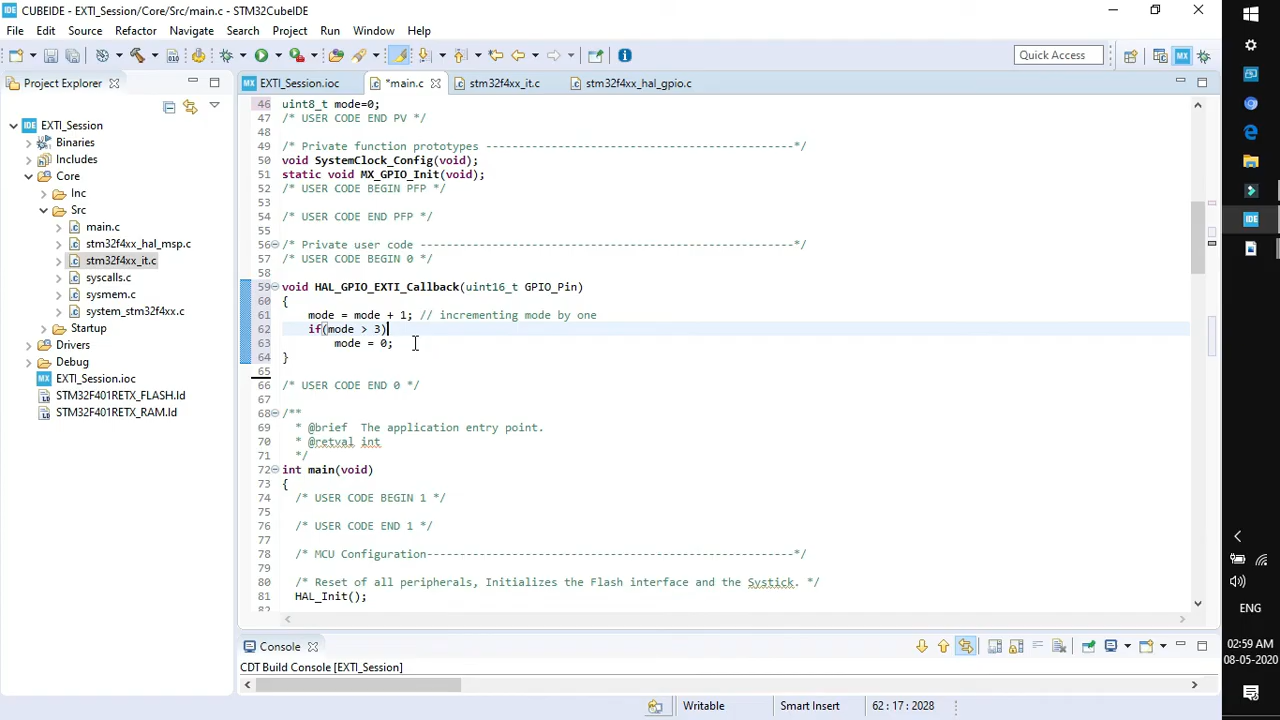 CUBEIDE - EXTI_Session/Core/Src/main.c - STM32CubeIDE
File Edit Source Refactor Navigate Search Project Run Window Help
Quick Access
Project Explorer
EXTI_Session.ioc
*main.c
stm32f4xx_it.c
stm32f4xx_hal_gpio.c
EXTI_Session
Binaries
Includes
Core
Inc
Src
main.c
stm32f4xx_hal_msp.c
stm32f4xx_it.c
syscalls.c
sysmem.c
system_stm32f4xx.c
Startup
Drivers
Debug
EXTI_Session.ioc
STM32F401RETX_FLASH.ld
STM32F401RETX_RAM.ld
46 uint8_t mode=0;
47 /* USER CODE END PV */
48
49 /* Private function prototypes -----------------------------------------------*/
50 void SystemClock_Config(void);
51 static void MX_GPIO_Init(void);
52 /* USER CODE BEGIN PFP */
53
54 /* USER CODE END PFP */
55
56 /* Private user code ---------------------------------------------------------*/
57 /* USER CODE BEGIN 0 */
58
59 void HAL_GPIO_EXTI_Callback(uint16_t GPIO_Pin)
60 {
61     mode = mode + 1; // incrementing mode by one
62     if(mode > 3)
63         mode = 0;
64 }
65
66 /* USER CODE END 0 */
67
68 /**
69   * @brief  The application entry point.
70   * @retval int
71   */
72 int main(void)
73 {
74   /* USER CODE BEGIN 1 */
75
76   /* USER CODE END 1 */
77
78   /* MCU Configuration--------------------------------------------------------*/
79
80   /* Reset of all peripherals, Initializes the Flash interface and the Systick. */
81   HAL_Init();
82
Console
CDT Build Console [EXTI_Session]
Writable Smart Insert 62 : 17 : 2028
ENG
02:59 AM
08-05-2020